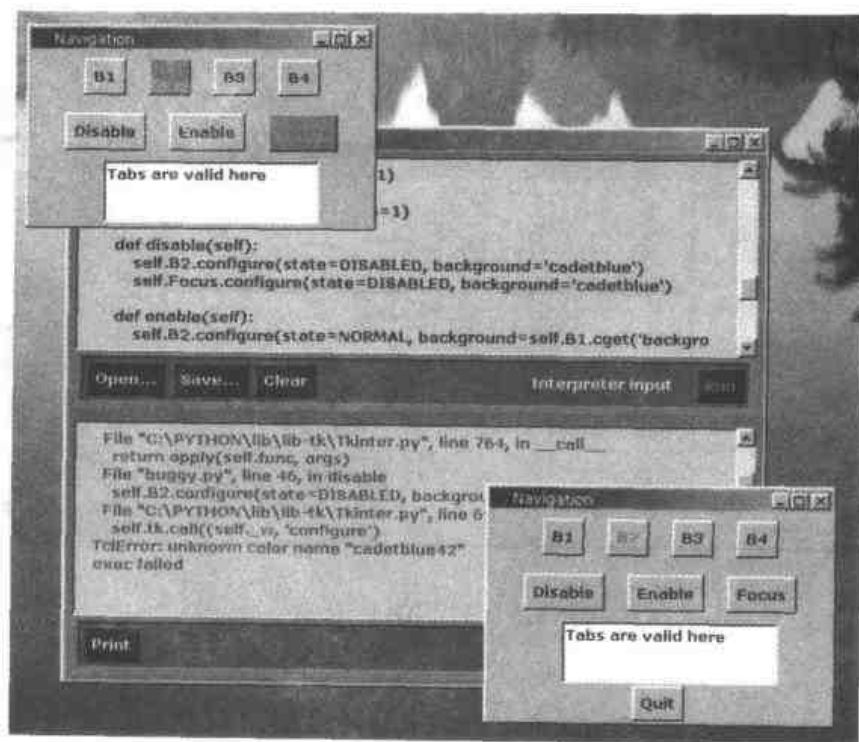 Navigation
B1 B3 B4
Disable Enable
Tabs are valid here
1)
=1)
def disable(self):
self.B2.configure(state=DISABLED, background='cadetblue')
self.Focus.configure(state=DISABLED, background='cadetblue')
def enable(self):
self.B2.configure(state=NORMAL, background=self.B1.cget('backgro
Open... Save... Clear Interpreter input Run
File "C:\PYTHON\lib\lib-tk\Tkinter.py", line 764, in __call__
return apply(self.func, args)
File "buggy.py", line 46, in disable
self.B2.configure(state=DISABLED, backgrou
File "C:\PYTHON\lib\lib-tk\Tkinter.py", line 6
self.tk.call((self._w, 'configure')
TclError: unknown color name "cadetblue42"
exec failed
Print
Navigation
B1 B2 B3 B4
Disable Enable Focus
Tabs are valid here
Quit